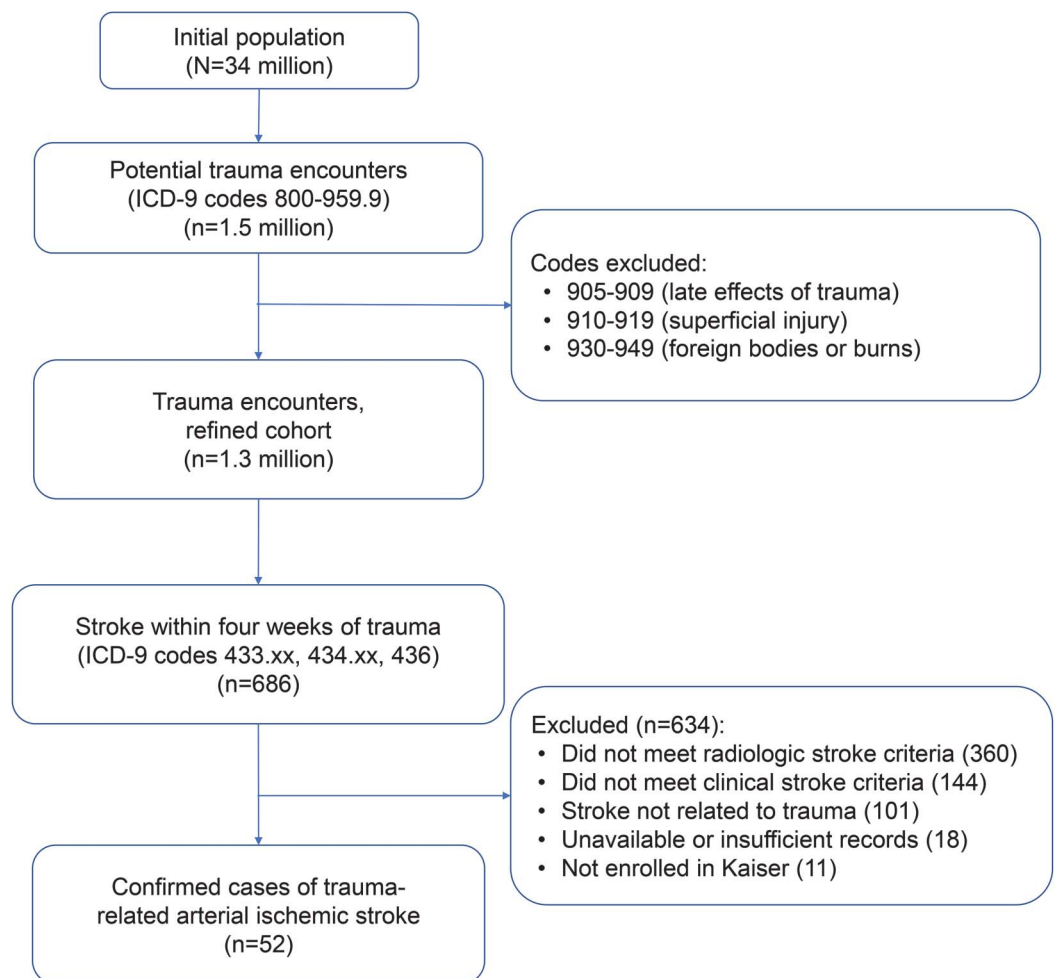 Initial population
(N=34 million)
Potential trauma encounters
(ICD-9 codes 800-959.9)
(n=1.5 million)
Codes excluded:
• 905-909 (late effects of trauma)
• 910-919 (superficial injury)
• 930-949 (foreign bodies or burns)
Trauma encounters,
refined cohort
(n=1.3 million)
Stroke within four weeks of trauma
(ICD-9 codes 433.xx, 434.xx, 436)
(n=686)
Excluded (n=634):
• Did not meet radiologic stroke criteria (360)
• Did not meet clinical stroke criteria (144)
• Stroke not related to trauma (101)
• Unavailable or insufficient records (18)
• Not enrolled in Kaiser (11)
Confirmed cases of trauma-
related arterial ischemic stroke
(n=52)